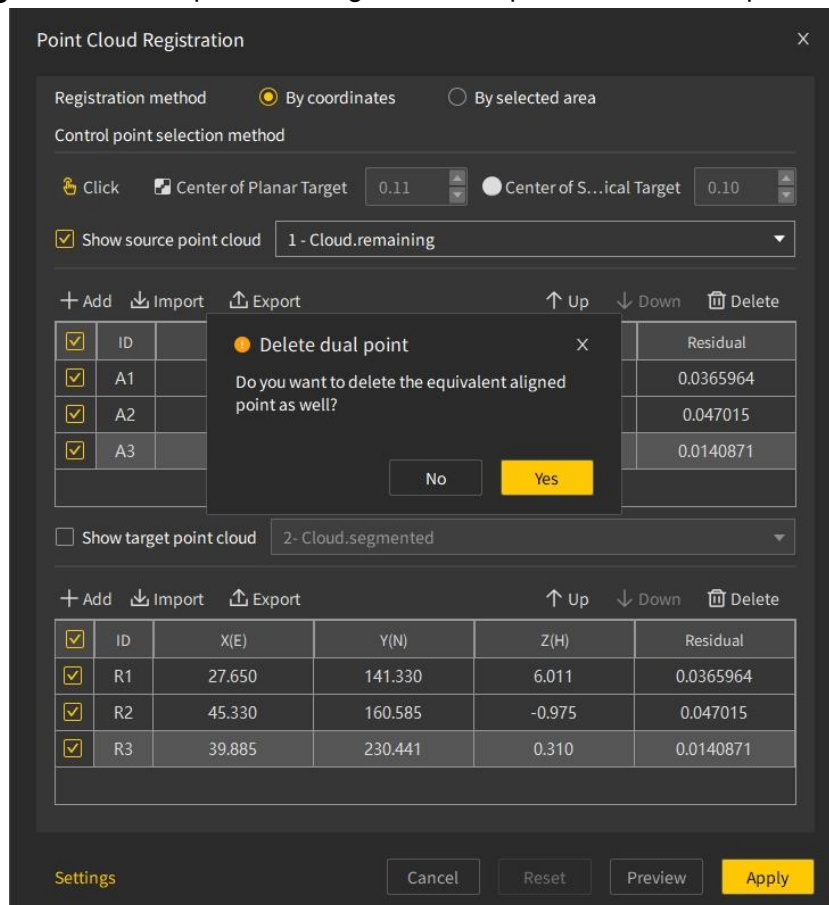 Point Cloud Registration X
Registration method By coordinates By selected area
Control point selection method
Click Center of Planar Target 0.11 Center of S...ical Target 0.10
Show source point cloud 1 - Cloud.remaining
Add Import Export Up Down Delete
ID Residual
A1 0.0365964
A2 0.047015
A3 0.0140871
Delete dual point X
Do you want to delete the equivalent aligned
point as well?
No Yes
Show target point cloud 2- Cloud.segmented
Add Import Export Up Down Delete
ID X(E) Y(N) Z(H) Residual
R1 27.650 141.330 6.011 0.0365964
R2 45.330 160.585 -0.975 0.047015
R3 39.885 230.441 0.310 0.0140871
Settings Cancel Reset Preview Apply